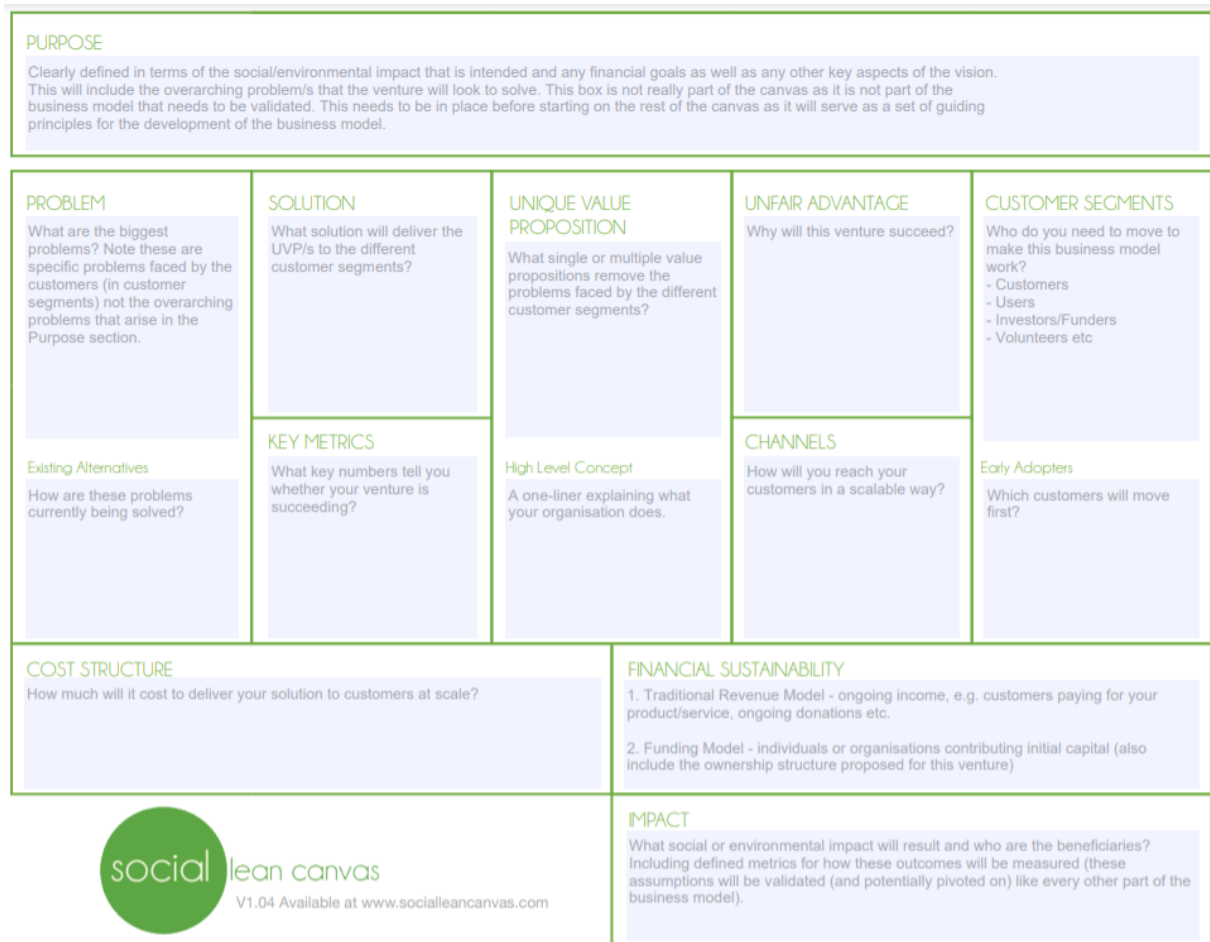 PURPOSE
Clearly defined in terms of the social/environmental impact that is intended and any financial goals as well as any other key aspects of the vision.
This will include the overarching problem/s that the venture will look to solve. This box is not really part of the canvas as it is not part of the
business model that needs to be validated. This needs to be in place before starting on the rest of the canvas as it will serve as a set of guiding
principles for the development of the business model.
PROBLEM
What are the biggest
problems? Note these are
specific problems faced by the
customers (in customer
segments) not the overarching
problems that arise in the
Purpose section.
Existing Alternatives
How are these problems
currently being solved?
SOLUTION
What solution will deliver the
UVP/s to the different
customer segments?
KEY METRICS
What key numbers tell you
whether your venture is
succeeding?
UNIQUE VALUE
PROPOSITION
What single or multiple value
propositions remove the
problems faced by the different
customer segments?
High Level Concept
A one-liner explaining what
your organisation does.
UNFAIR ADVANTAGE
Why will this venture succeed?
CHANNELS
How will you reach your
customers in a scalable way?
CUSTOMER SEGMENTS
Who do you need to move to
make this business model
work?
- Customers
- Users
- Investors/Funders
- Volunteers etc
Early Adopters
Which customers will move
first?
COST STRUCTURE
How much will it cost to deliver your solution to customers at scale?
FINANCIAL SUSTAINABILITY
1. Traditional Revenue Model - ongoing income, e.g. customers paying for your
product/service, ongoing donations etc.
2. Funding Model - individuals or organisations contributing initial capital (also
include the ownership structure proposed for this venture)
social lean canvas
V1.04 Available at www.socialleancanvas.com
IMPACT
What social or environmental impact will result and who are the beneficiaries?
Including defined metrics for how these outcomes will be measured (these
assumptions will be validated (and potentially pivoted on) like every other part of the
business model).